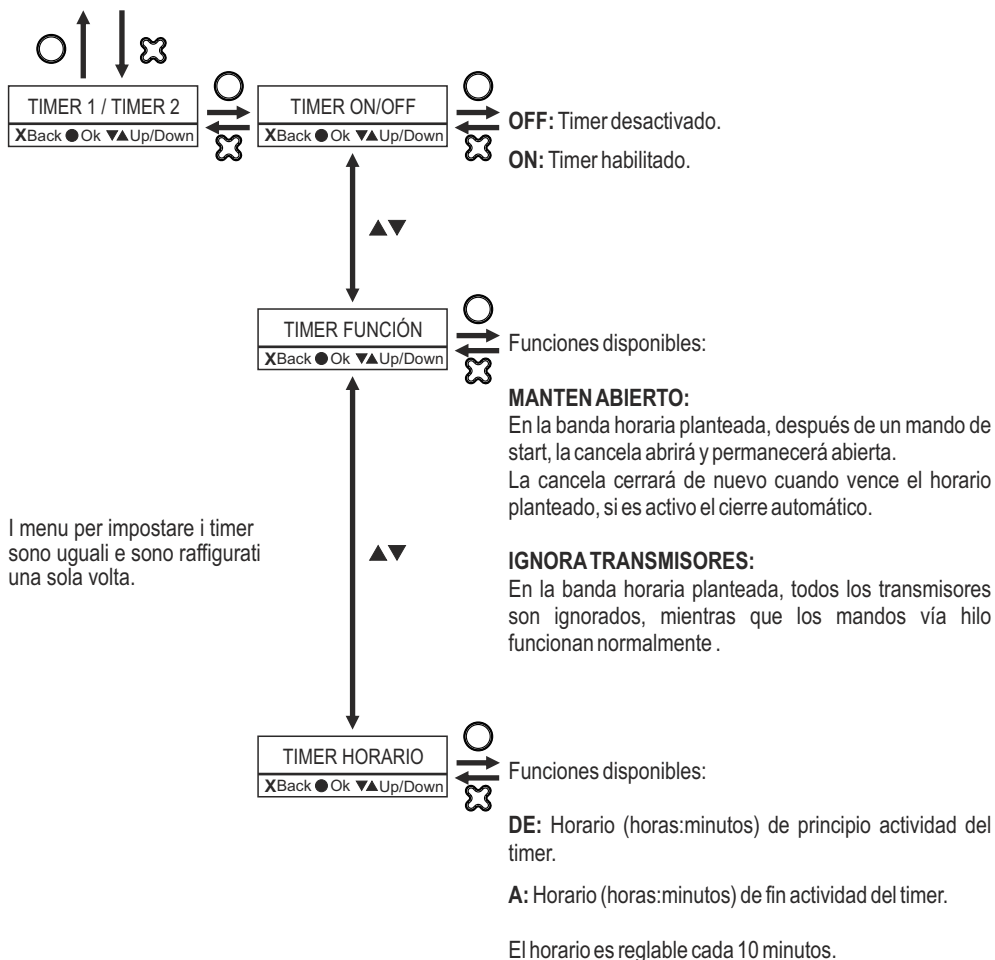 TIMER 1 / TIMER 2
XBack ●Ok ▼▲Up/Down
TIMER ON/OFF
XBack ●Ok ▼▲Up/Down
OFF: Timer desactivado.
ON: Timer habilitado.
▲▼
TIMER FUNCIÓN
XBack ●Ok ▼▲Up/Down
Funciones disponibles:
MANTEN ABIERTO:
En la banda horaria planteada, después de un mando de
start, la cancela abrirá y permanecerá abierta.
La cancela cerrará de nuevo cuando vence el horario
planteado, si es activo el cierre automático.
I menu per impostare i timer
sono uguali e sono raffigurati
una sola volta.
▲▼
IGNORA TRANSMISORES:
En la banda horaria planteada, todos los transmisores
son ignorados, mientras que los mandos vía hilo
funcionan normalmente .
TIMER HORARIO
XBack ●Ok ▼▲Up/Down
Funciones disponibles:
DE: Horario (horas:minutos) de principio actividad del
timer.
A: Horario (horas:minutos) de fin actividad del timer.
El horario es reglable cada 10 minutos.